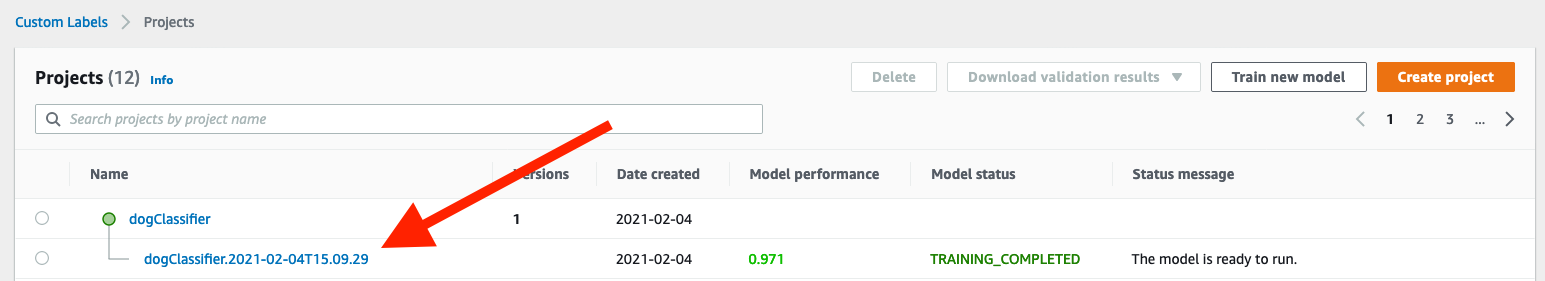 Custom Labels > Projects
Projects (12) Info
Delete
Download validation results
Train new model
Create project
Search projects by project name
1 2 3 ...
Name Versions Date created Model performance Model status Status message
dogClassifier 1 2021-02-04
dogClassifier.2021-02-04T15.09.29 2021-02-04 0.971 TRAINING_COMPLETED The model is ready to run.